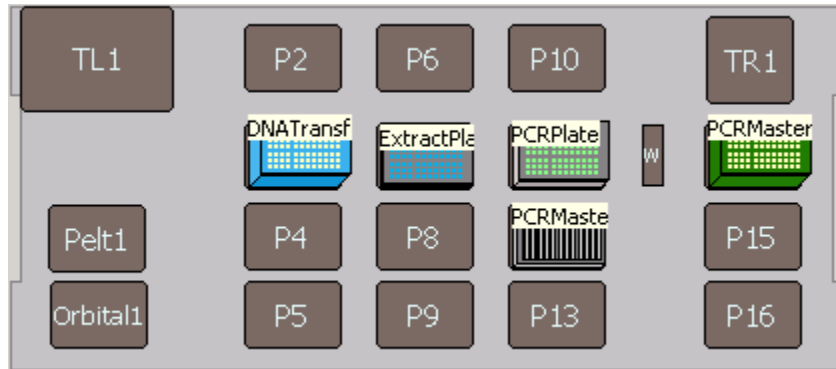 TL1
P2
P6
P10
TR1
DNATransf
ExtractPla
PCRPlate
W
PCRMaster
Pelt1
P4
P8
PCRMaste
P15
Orbital1
P5
P9
P13
P16